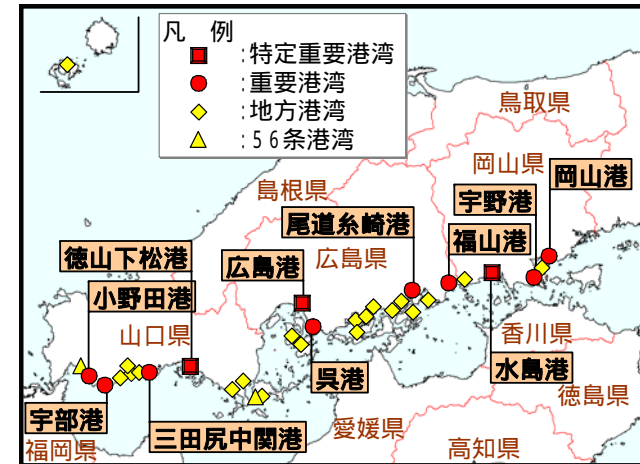 凡 例
:特定重要港湾
:重要港湾
:地方港湾
:56条港湾
鳥取県
岡山県
岡山港
島根県
宇野港
尾道糸崎港
福山港
徳山下松港
広島港
広島県
小野田港
山口県
香川県
呉港
水島港
徳島県
宇部港
三田尻中関港
愛媛県
福岡県
高知県